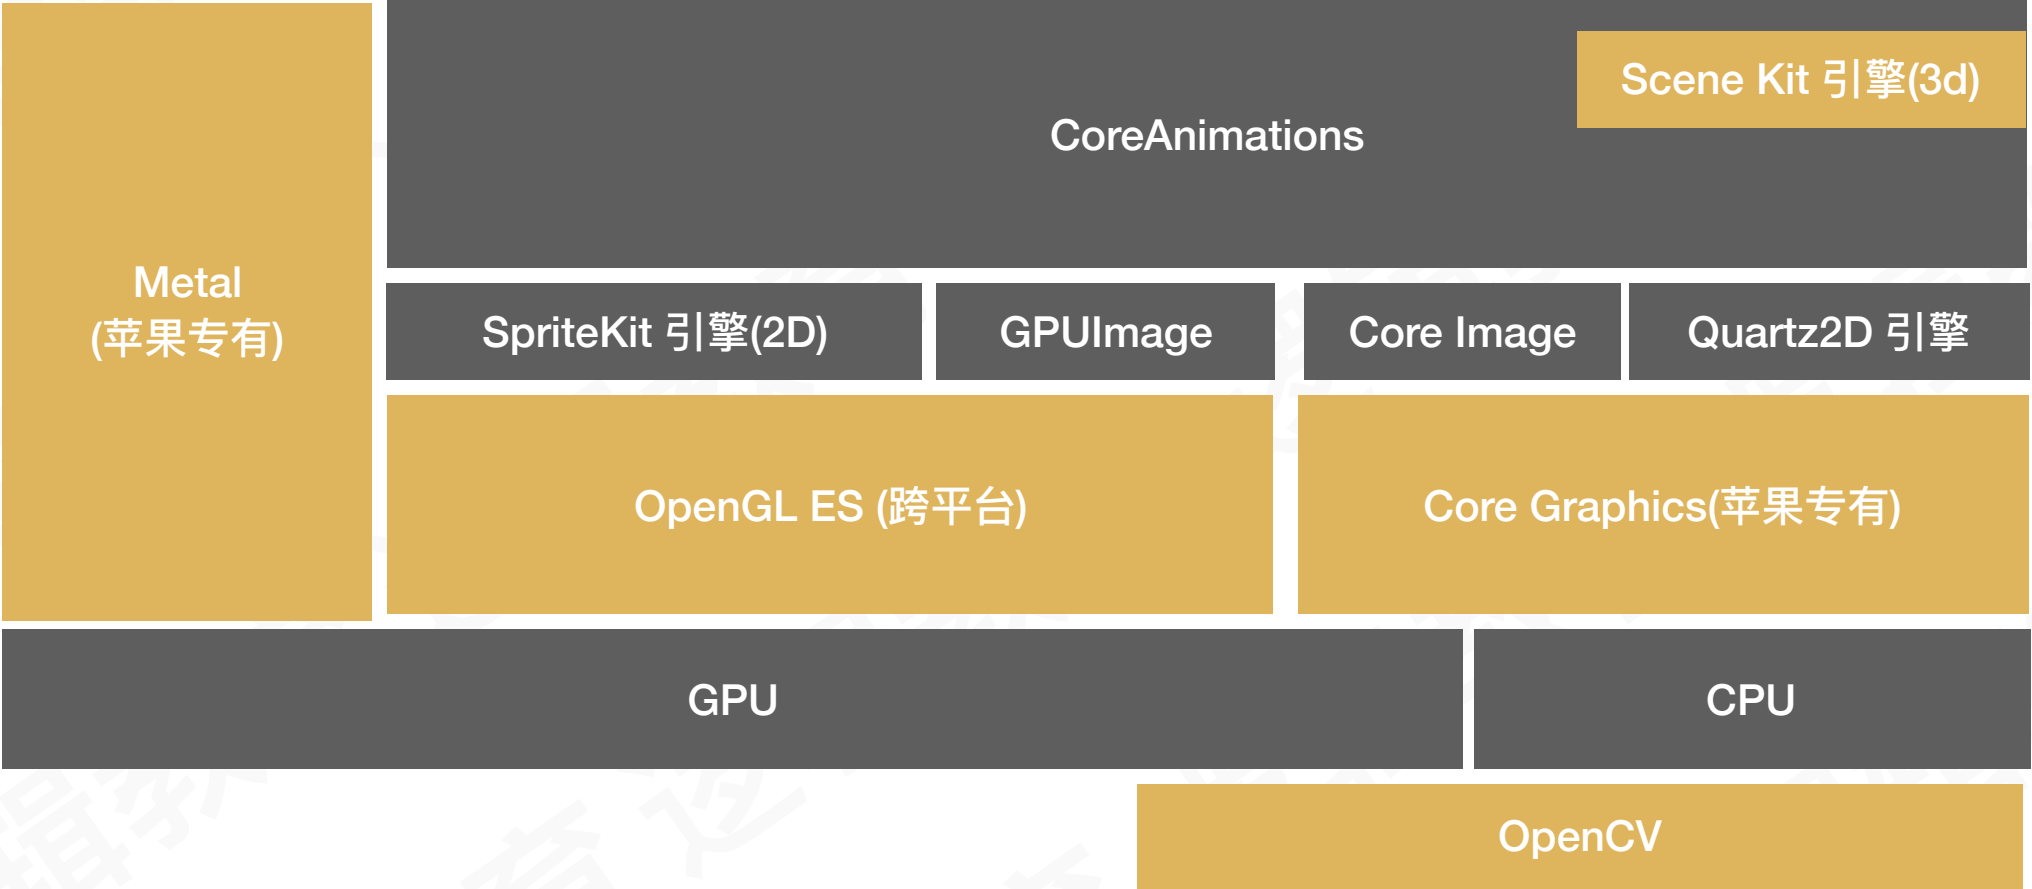 Scene Kit 引擎(3d)
CoreAnimations
Metal
(苹果专有)
SpriteKit 引擎(2D)
GPUImage
Core Image
Quartz2D 引擎
OpenGL ES (跨平台)
Core Graphics(苹果专有)
GPU
CPU
OpenCV